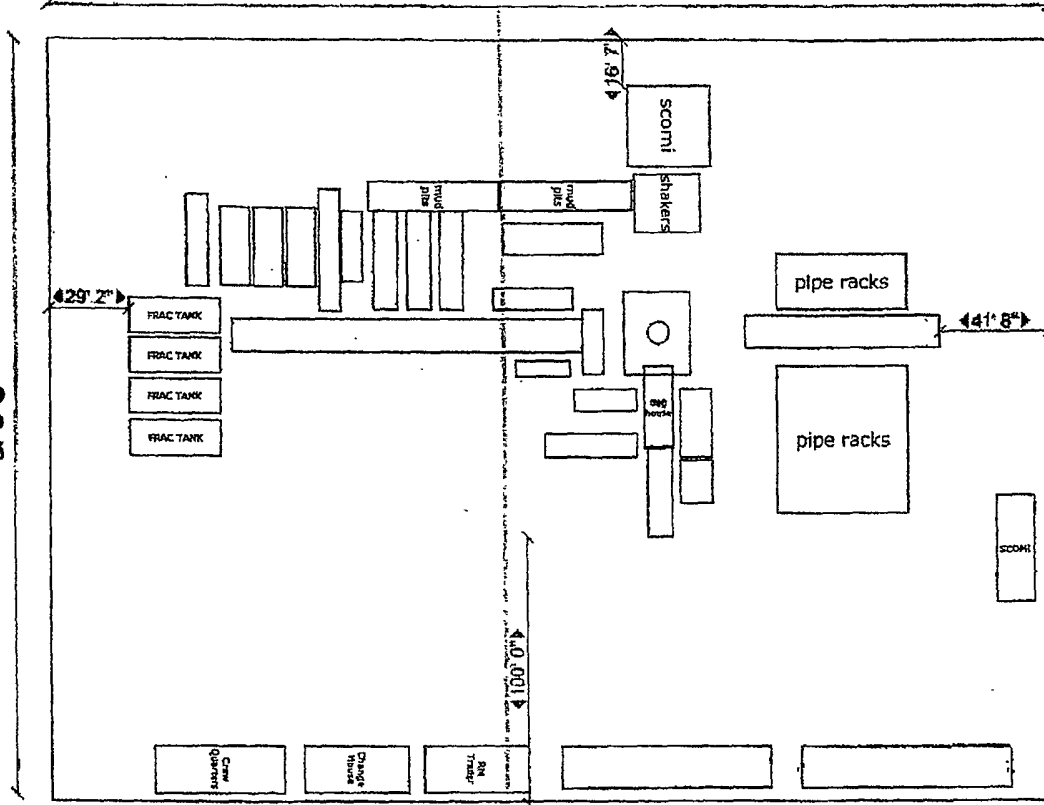 16' 7"
scomi
shakers
mud
pits
mud
pits
pipe racks
29'.2"
41' 8"
FRAC TANK
FRAC TANK
FRAC TANK
FRAC TANK
house
pipe racks
SCOMI
100'.0"
Crew
Quarters
Change
House
RM
Trailer